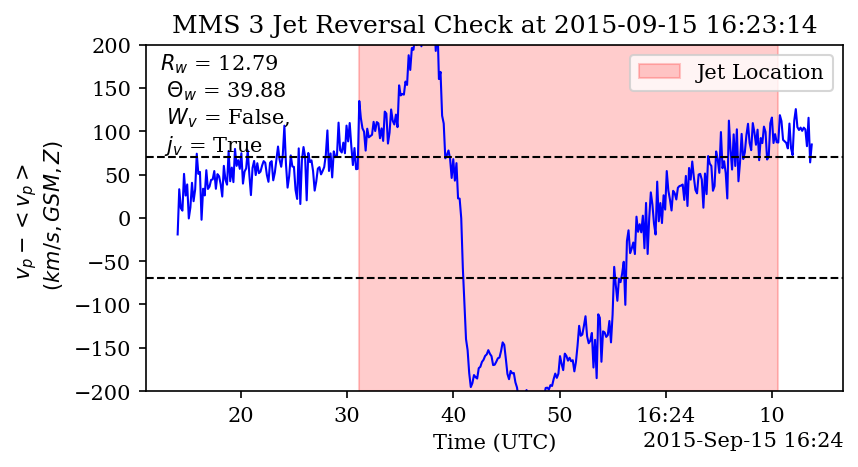 MMS 3 Jet Reversal Check at 2015-09-15 16:23:14
R_w = 12.79
Θ_w = 39.88
W_v = False,
j_v = True
Jet Location
200
150
100
50
0
−50
−100
−150
−200
v_p − < v_p >
(km/s, GSM, Z)
20 30 40 50 16:24 10
Time (UTC)
2015-Sep-15 16:24